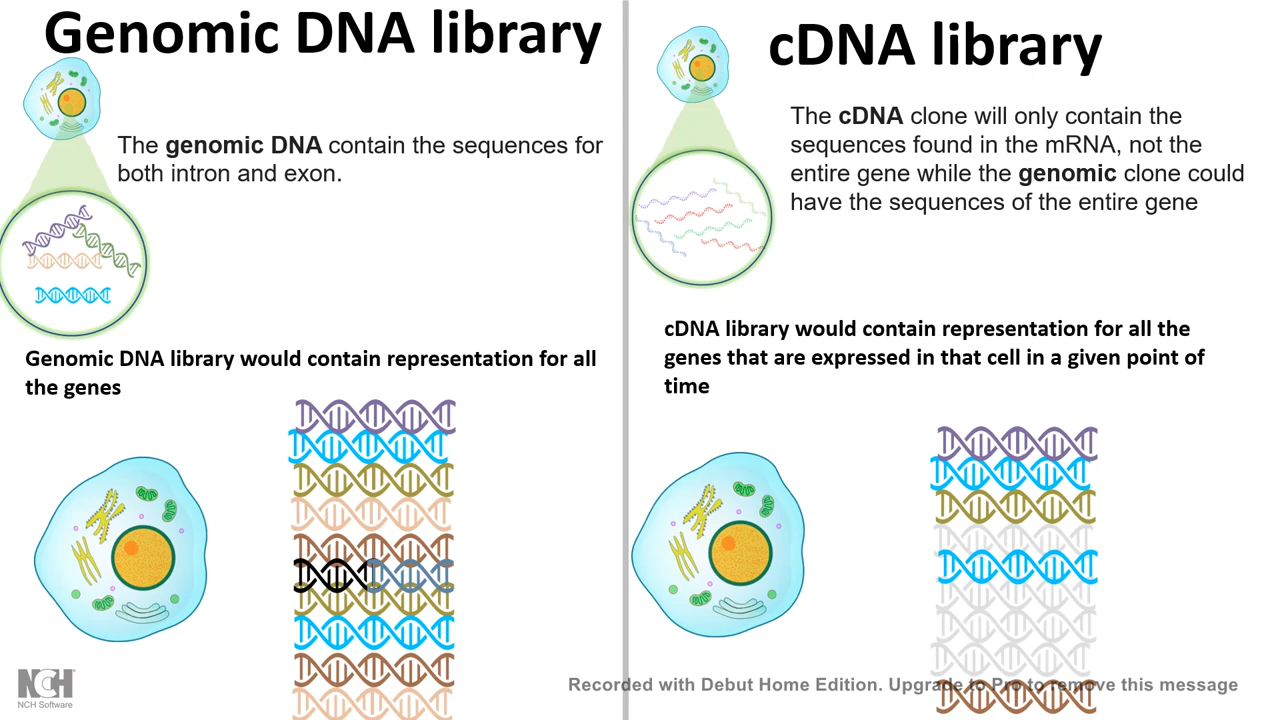 Genomic DNA library
The genomic DNA contain the sequences for
both intron and exon.
Genomic DNA library would contain representation for all
the genes
cDNA library
The cDNA clone will only contain the
sequences found in the mRNA, not the
entire gene while the genomic clone could
have the sequences of the entire gene
cDNA library would contain representation for all the
genes that are expressed in that cell in a given point of
time
NCH
NCH Software
Recorded with Debut Home Edition. Upgrade to Pro to remove this message